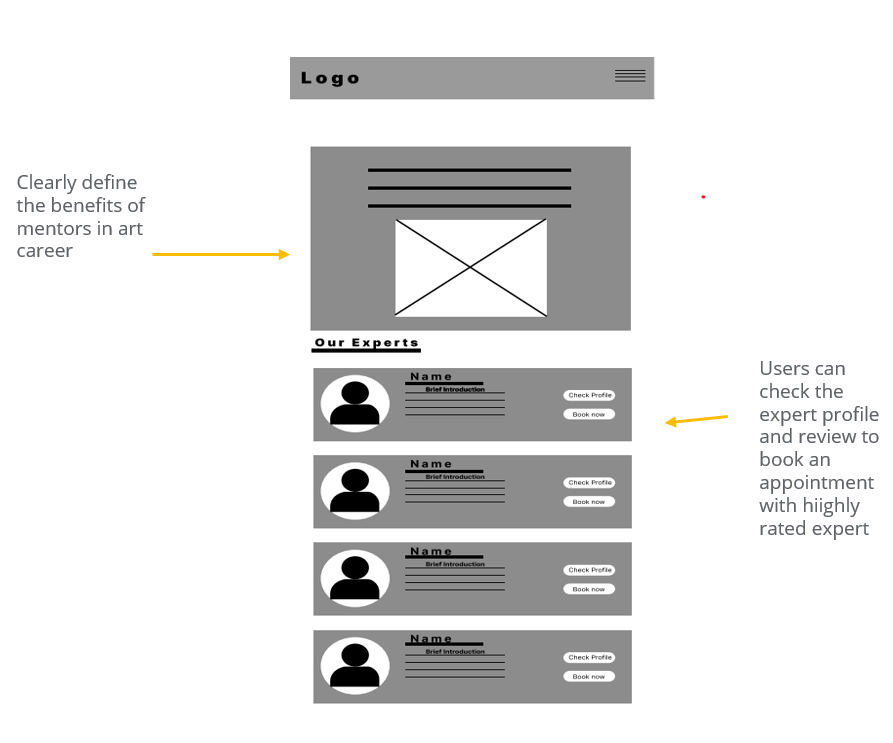 Logo
Clearly define
the benefits of
mentors in art
career
Our Experts
Name
Brief Introduction
Check Profile
Book now
Name
Brief Introduction
Check Profile
Book now
Name
Brief Introduction
Check Profile
Book now
Name
Brief Introduction
Check Profile
Book now
Users can
check the
expert profile
and review to
book an
appointment
with hiighly
rated expert